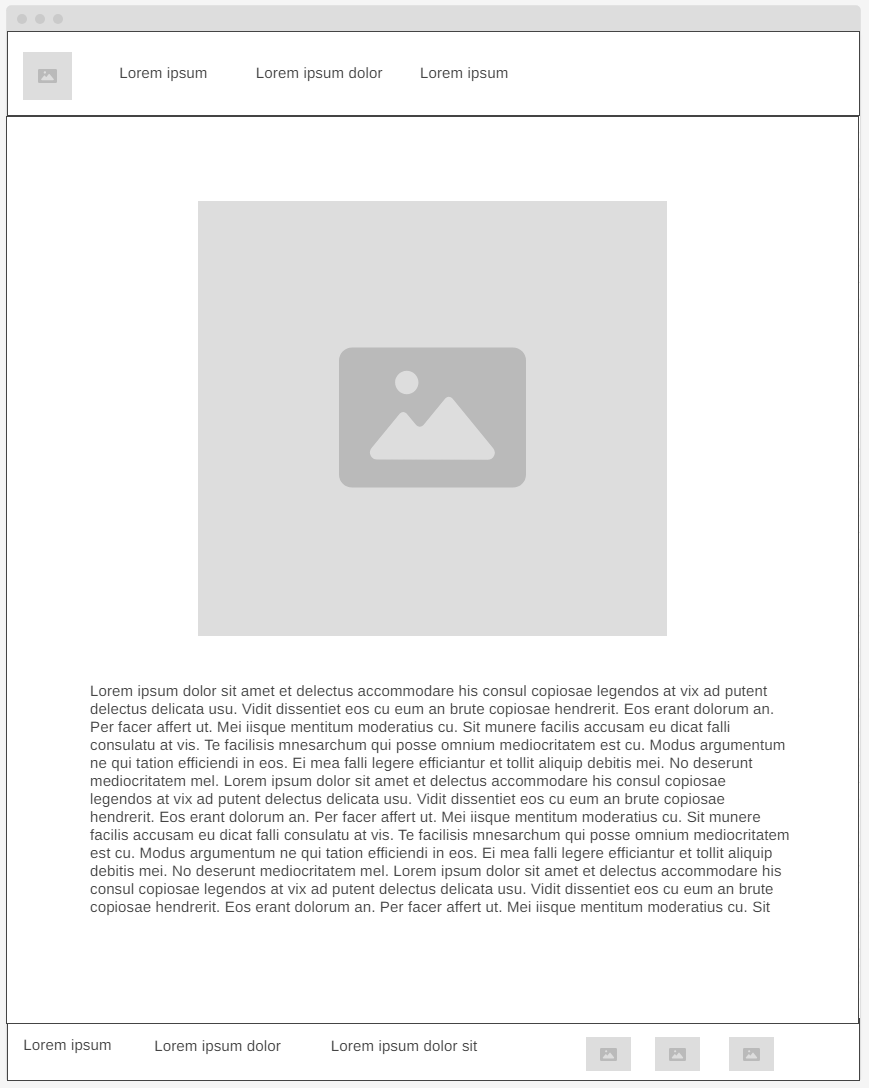 Lorem ipsum Lorem ipsum dolor Lorem ipsum
Lorem ipsum dolor sit amet et delectus accommodare his consul copiosae legendos at vix ad putent
delectus delicata usu. Vidit dissentiet eos cu eum an brute copiosae hendrerit. Eos erant dolorum an.
Per facer affert ut. Mei iisque mentitum moderatius cu. Sit munere facilis accusam eu dicat falli
consulatu at vis. Te facilisis mnesarchum qui posse omnium mediocritatem est cu. Modus argumentum
ne qui tation efficiendi in eos. Ei mea falli legere efficiantur et tollit aliquip debitis mei. No deserunt
mediocritatem mel. Lorem ipsum dolor sit amet et delectus accommodare his consul copiosae
legendos at vix ad putent delectus delicata usu. Vidit dissentiet eos cu eum an brute copiosae
hendrerit. Eos erant dolorum an. Per facer affert ut. Mei iisque mentitum moderatius cu. Sit munere
facilis accusam eu dicat falli consulatu at vis. Te facilisis mnesarchum qui posse omnium mediocritatem
est cu. Modus argumentum ne qui tation efficiendi in eos. Ei mea falli legere efficiantur et tollit aliquip
debitis mei. No deserunt mediocritatem mel. Lorem ipsum dolor sit amet et delectus accommodare his
consul copiosae legendos at vix ad putent delectus delicata usu. Vidit dissentiet eos cu eum an brute
copiosae hendrerit. Eos erant dolorum an. Per facer affert ut. Mei iisque mentitum moderatius cu. Sit
Lorem ipsum Lorem ipsum dolor Lorem ipsum dolor sit